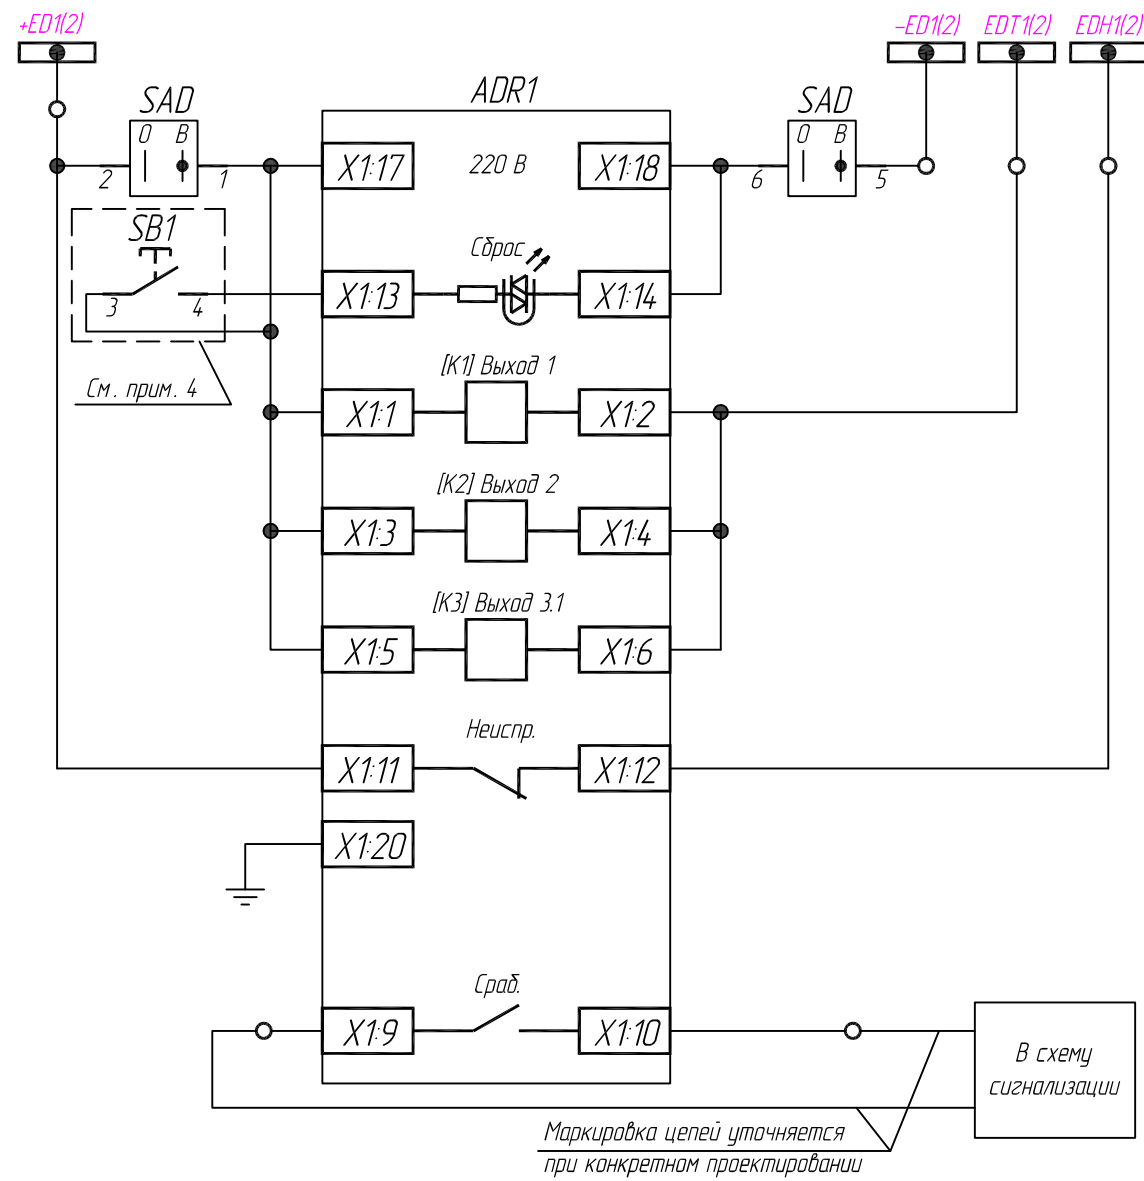 +ED1(2)
-ED1(2)
EDT1(2)
EDH1(2)
ADR1
SAD
O B
2
1
X1:17
220 В
X1:18
SAD
O B
6
5
SB1
3
4
X1:13
Сброс
X1:14
См. прим. 4
[K1] Выход 1
X1:1
X1:2
[K2] Выход 2
X1:3
X1:4
[K3] Выход 3.1
X1:5
X1:6
Неиспр.
X1:11
X1:12
X1:20
Сраб.
X1:9
X1:10
В схему
сигнализации
Маркировка цепей уточняется
при конкретном проектировании